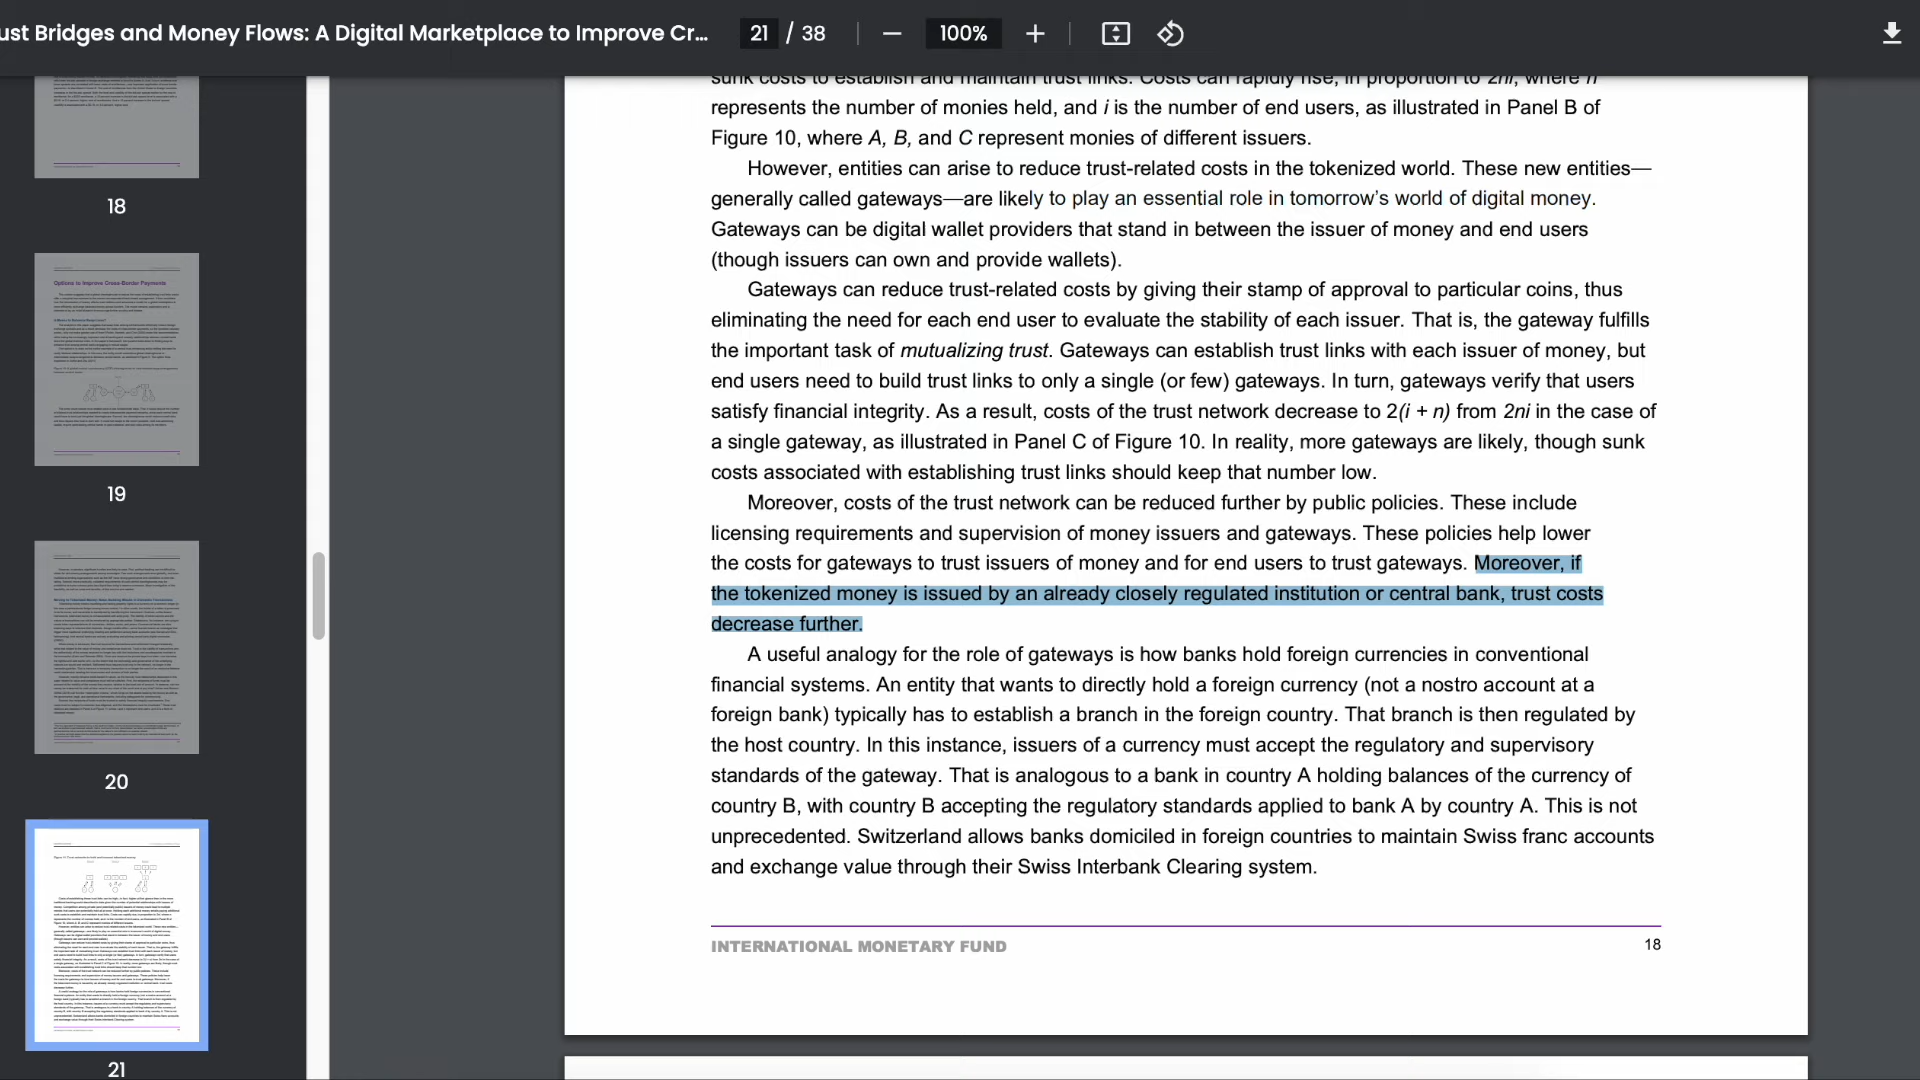 ust Bridges and Money Flows: A Digital Marketplace to Improve Cr...
21 / 38
100%
18
Options to Improve Cross-Border Payments
19
20
21
sunk costs to establish and maintain trust links. Costs can rapidly rise, in proportion to 2ni, where n
represents the number of monies held, and i is the number of end users, as illustrated in Panel B of
Figure 10, where A, B, and C represent monies of different issuers.
However, entities can arise to reduce trust-related costs in the tokenized world. These new entities—
generally called gateways—are likely to play an essential role in tomorrow's world of digital money.
Gateways can be digital wallet providers that stand in between the issuer of money and end users
(though issuers can own and provide wallets).
Gateways can reduce trust-related costs by giving their stamp of approval to particular coins, thus
eliminating the need for each end user to evaluate the stability of each issuer. That is, the gateway fulfills
the important task of mutualizing trust. Gateways can establish trust links with each issuer of money, but
end users need to build trust links to only a single (or few) gateways. In turn, gateways verify that users
satisfy financial integrity. As a result, costs of the trust network decrease to 2(i + n) from 2ni in the case of
a single gateway, as illustrated in Panel C of Figure 10. In reality, more gateways are likely, though sunk
costs associated with establishing trust links should keep that number low.
Moreover, costs of the trust network can be reduced further by public policies. These include
licensing requirements and supervision of money issuers and gateways. These policies help lower
the costs for gateways to trust issuers of money and for end users to trust gateways. Moreover, if
the tokenized money is issued by an already closely regulated institution or central bank, trust costs
decrease further.
A useful analogy for the role of gateways is how banks hold foreign currencies in conventional
financial systems. An entity that wants to directly hold a foreign currency (not a nostro account at a
foreign bank) typically has to establish a branch in the foreign country. That branch is then regulated by
the host country. In this instance, issuers of a currency must accept the regulatory and supervisory
standards of the gateway. That is analogous to a bank in country A holding balances of the currency of
country B, with country B accepting the regulatory standards applied to bank A by country A. This is not
unprecedented. Switzerland allows banks domiciled in foreign countries to maintain Swiss franc accounts
and exchange value through their Swiss Interbank Clearing system.
INTERNATIONAL MONETARY FUND
18